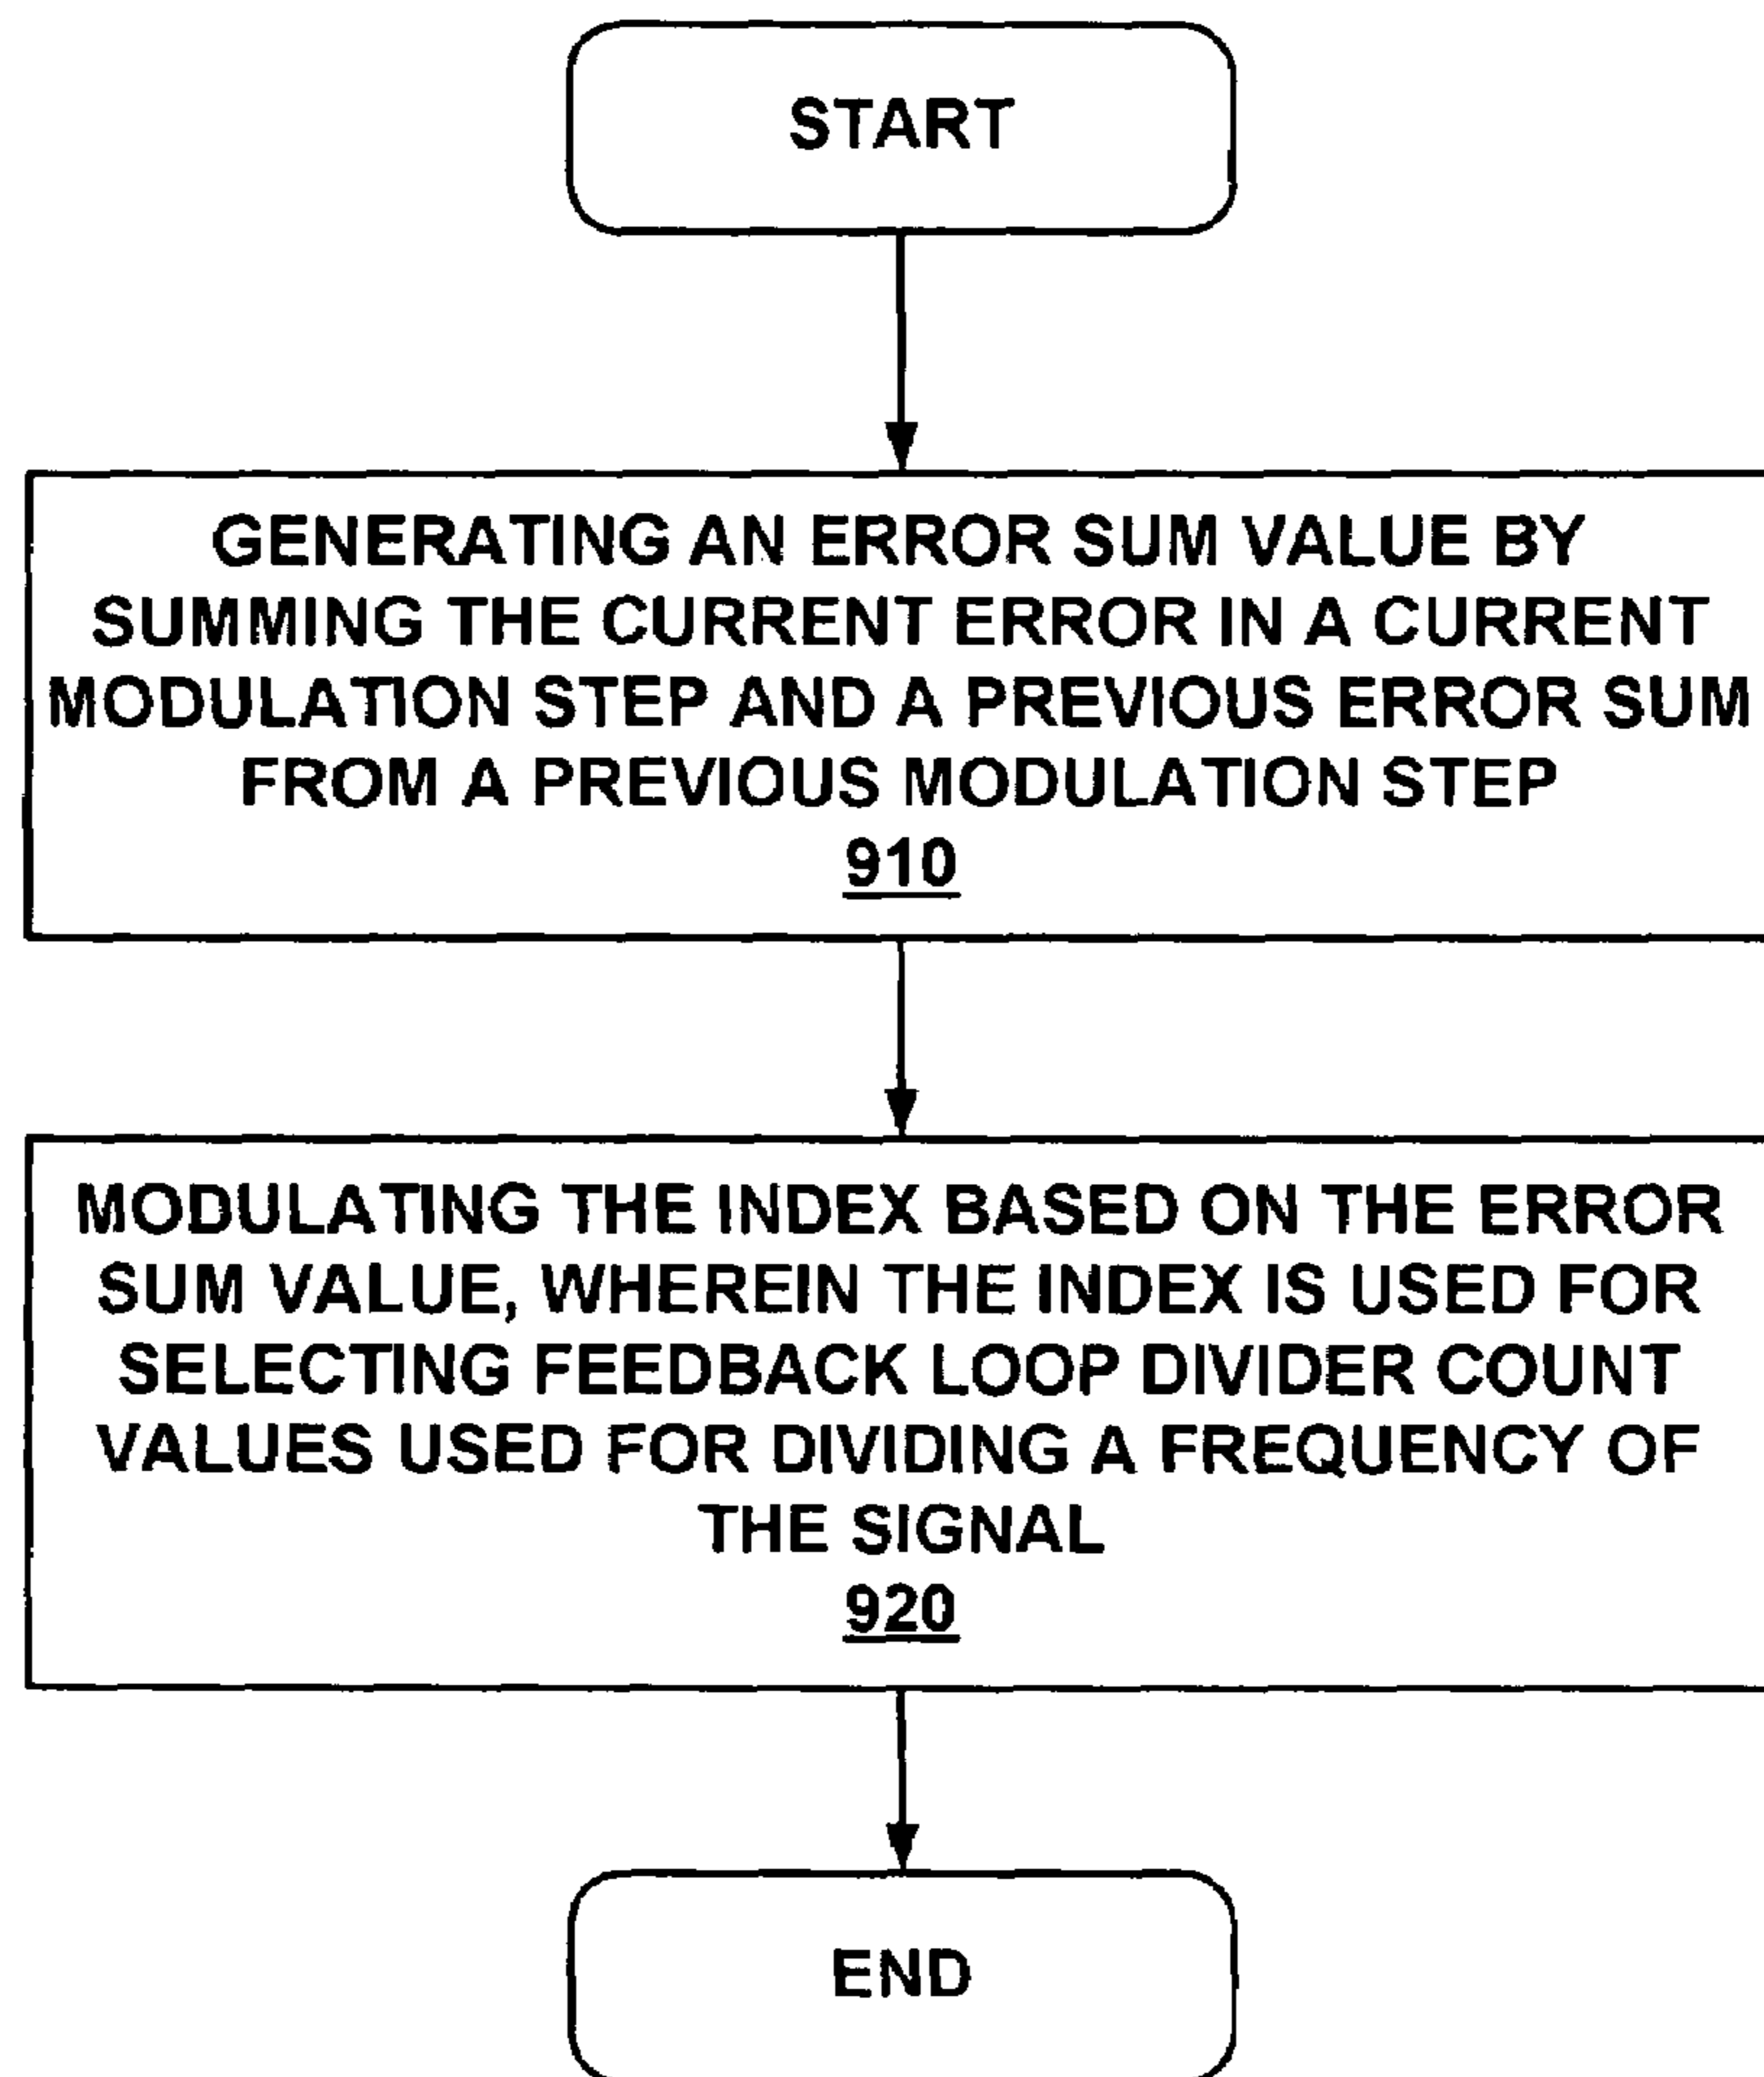 START
GENERATING AN ERROR SUM VALUE BY
SUMMING THE CURRENT ERROR IN A CURRENT
MODULATION STEP AND A PREVIOUS ERROR SUM
FROM A PREVIOUS MODULATION STEP
910
MODULATING THE INDEX BASED ON THE ERROR
SUM VALUE, WHEREIN THE INDEX IS USED FOR
SELECTING FEEDBACK LOOP DIVIDER COUNT
VALUES USED FOR DIVIDING A FREQUENCY OF
THE SIGNAL
920
END